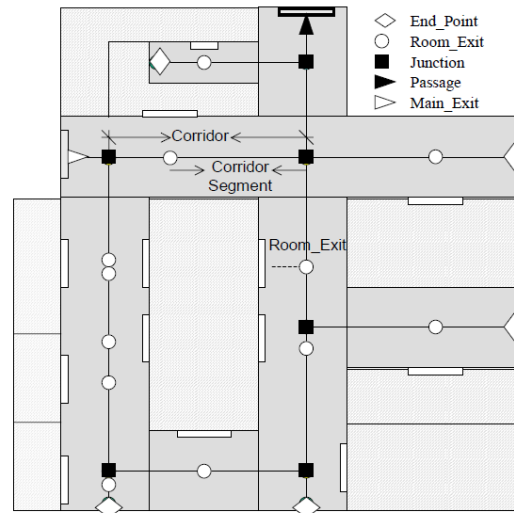 End_Point
Room_Exit
Junction
Passage
Main_Exit
Corridor
Corridor
Segment
Room_Exit